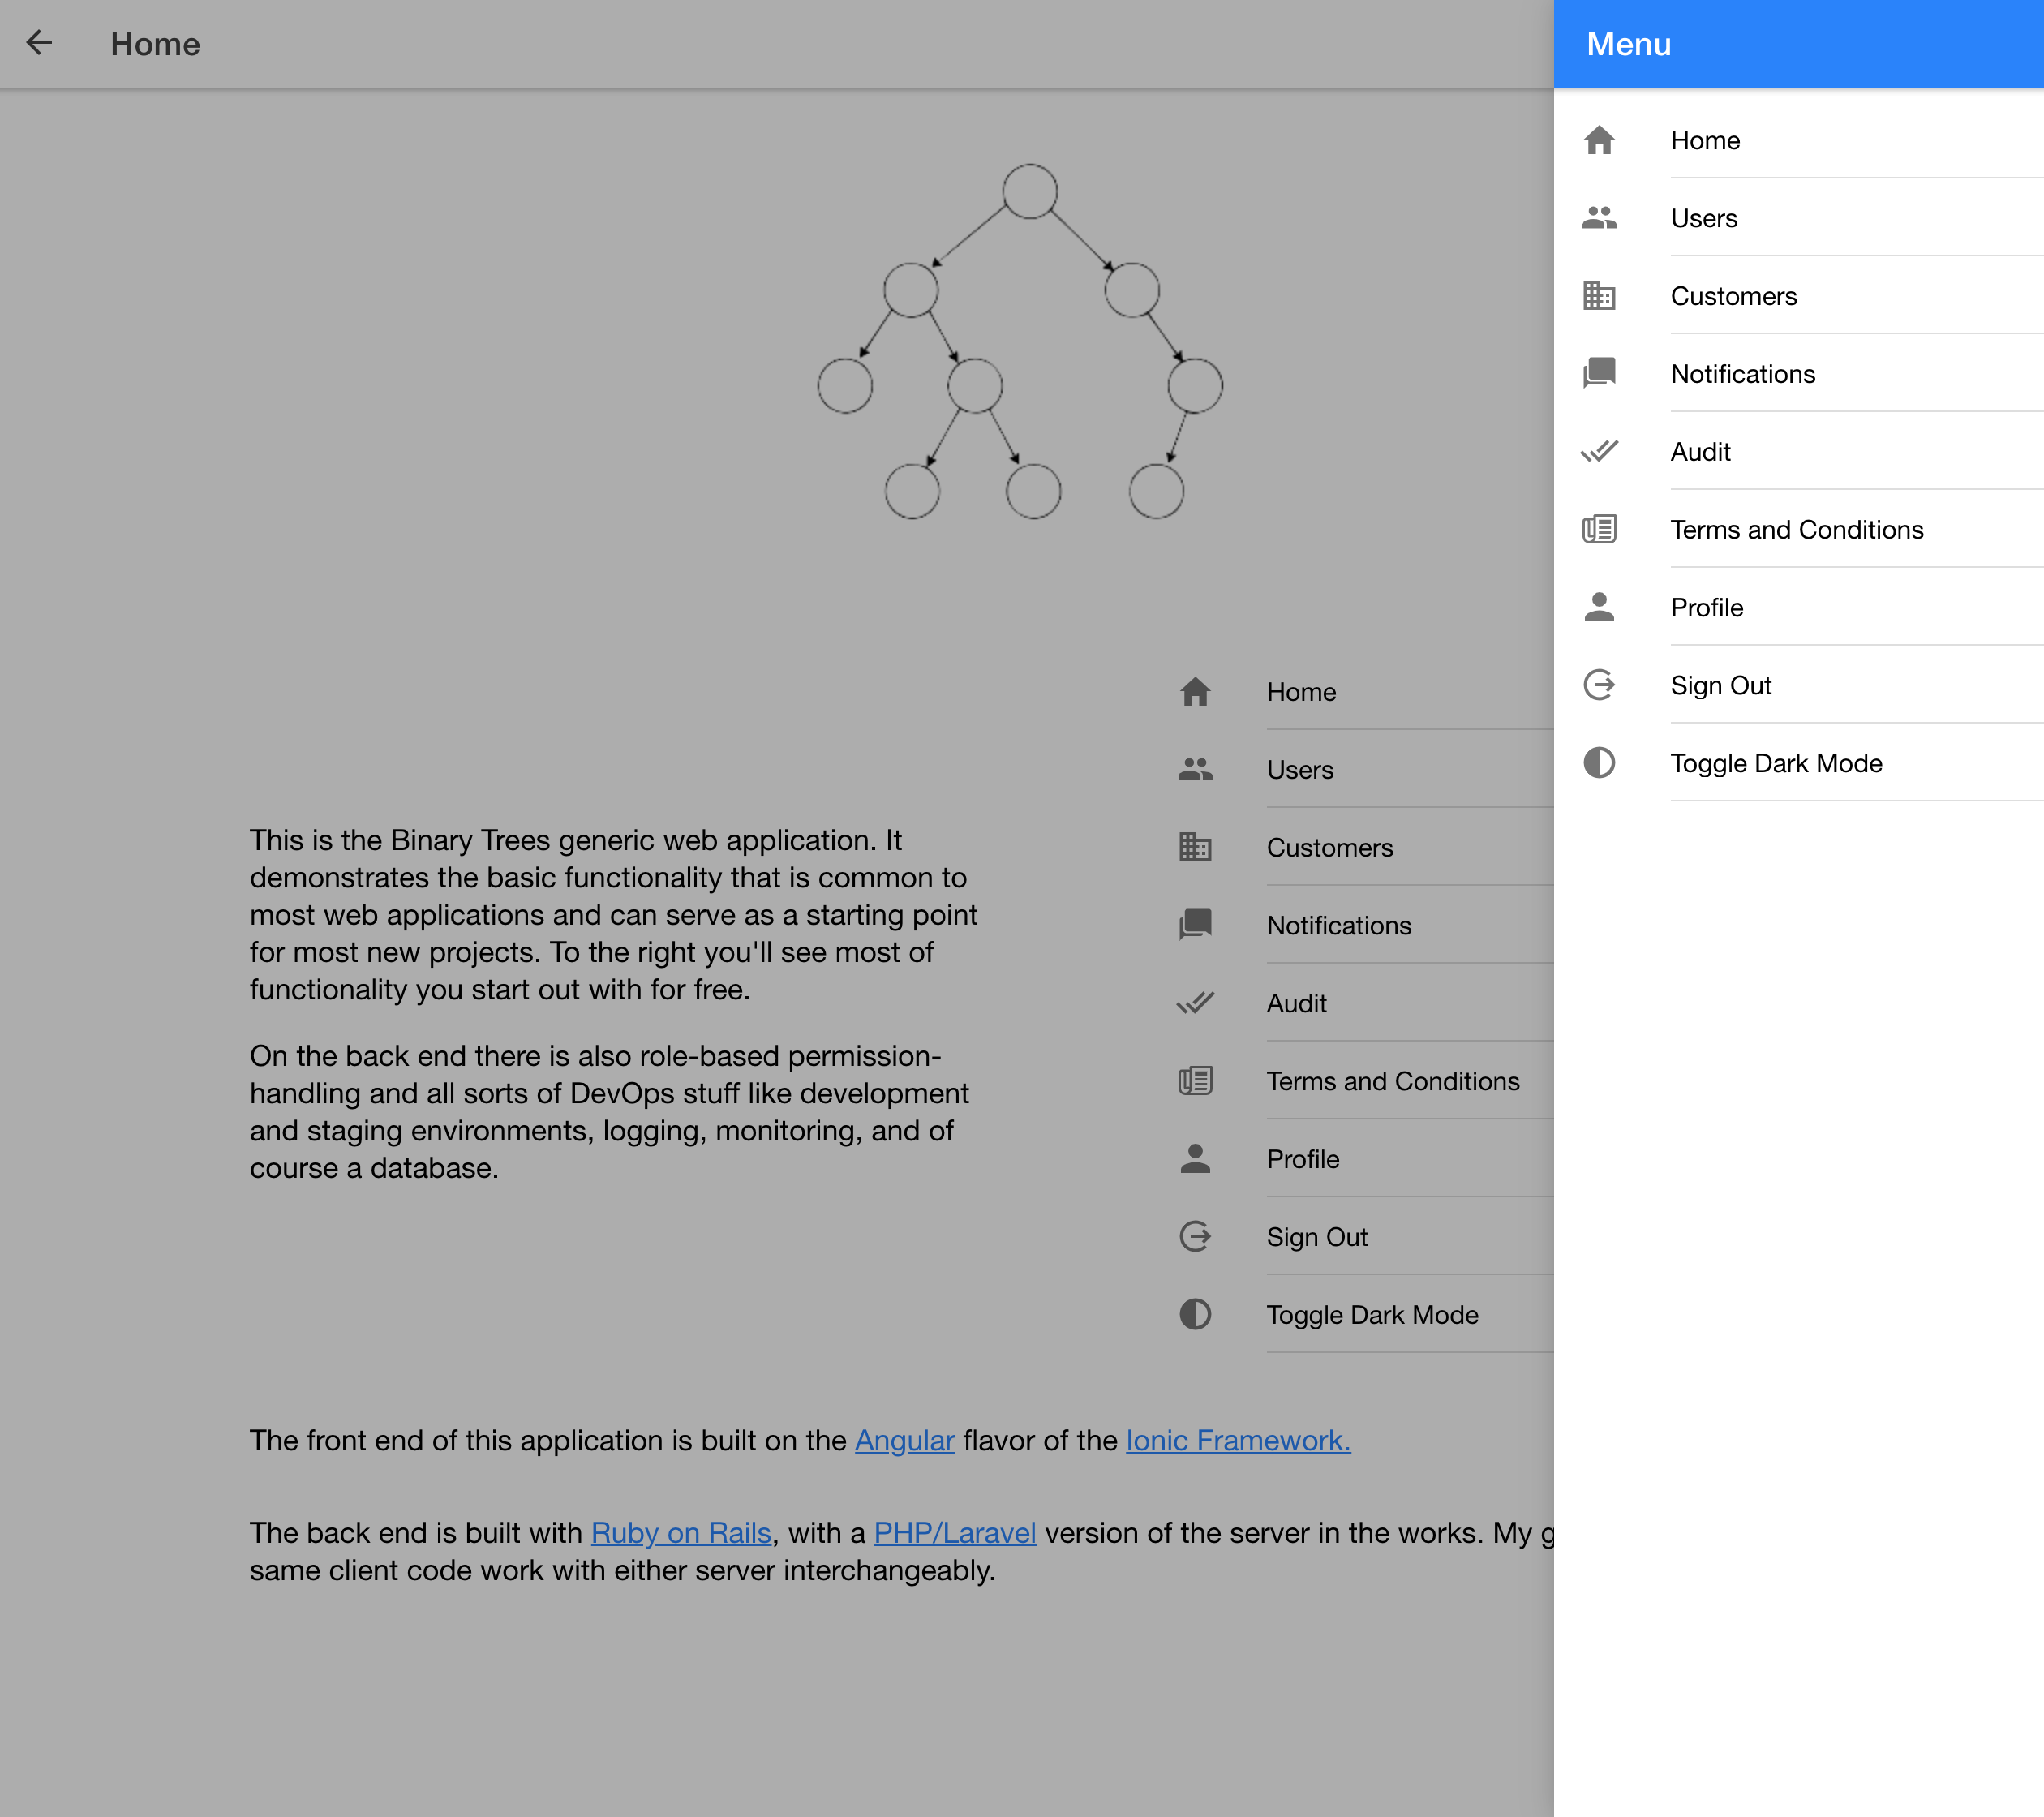 Home
Menu
Home
Users
Customers
Notifications
Audit
Terms and Conditions
Profile
Sign Out
Toggle Dark Mode
This is the Binary Trees generic web application. It
demonstrates the basic functionality that is common to
most web applications and can serve as a starting point
for most new projects. To the right you'll see most of
functionality you start out with for free.
On the back end there is also role-based permission-
handling and all sorts of DevOps stuff like development
and staging environments, logging, monitoring, and of
course a database.
Home
Users
Customers
Notifications
Audit
Terms and Conditions
Profile
Sign Out
Toggle Dark Mode
The front end of this application is built on the Angular flavor of the Ionic Framework.
The back end is built with Ruby on Rails, with a PHP/Laravel version of the server in the works. My
same client code work with either server interchangeably.